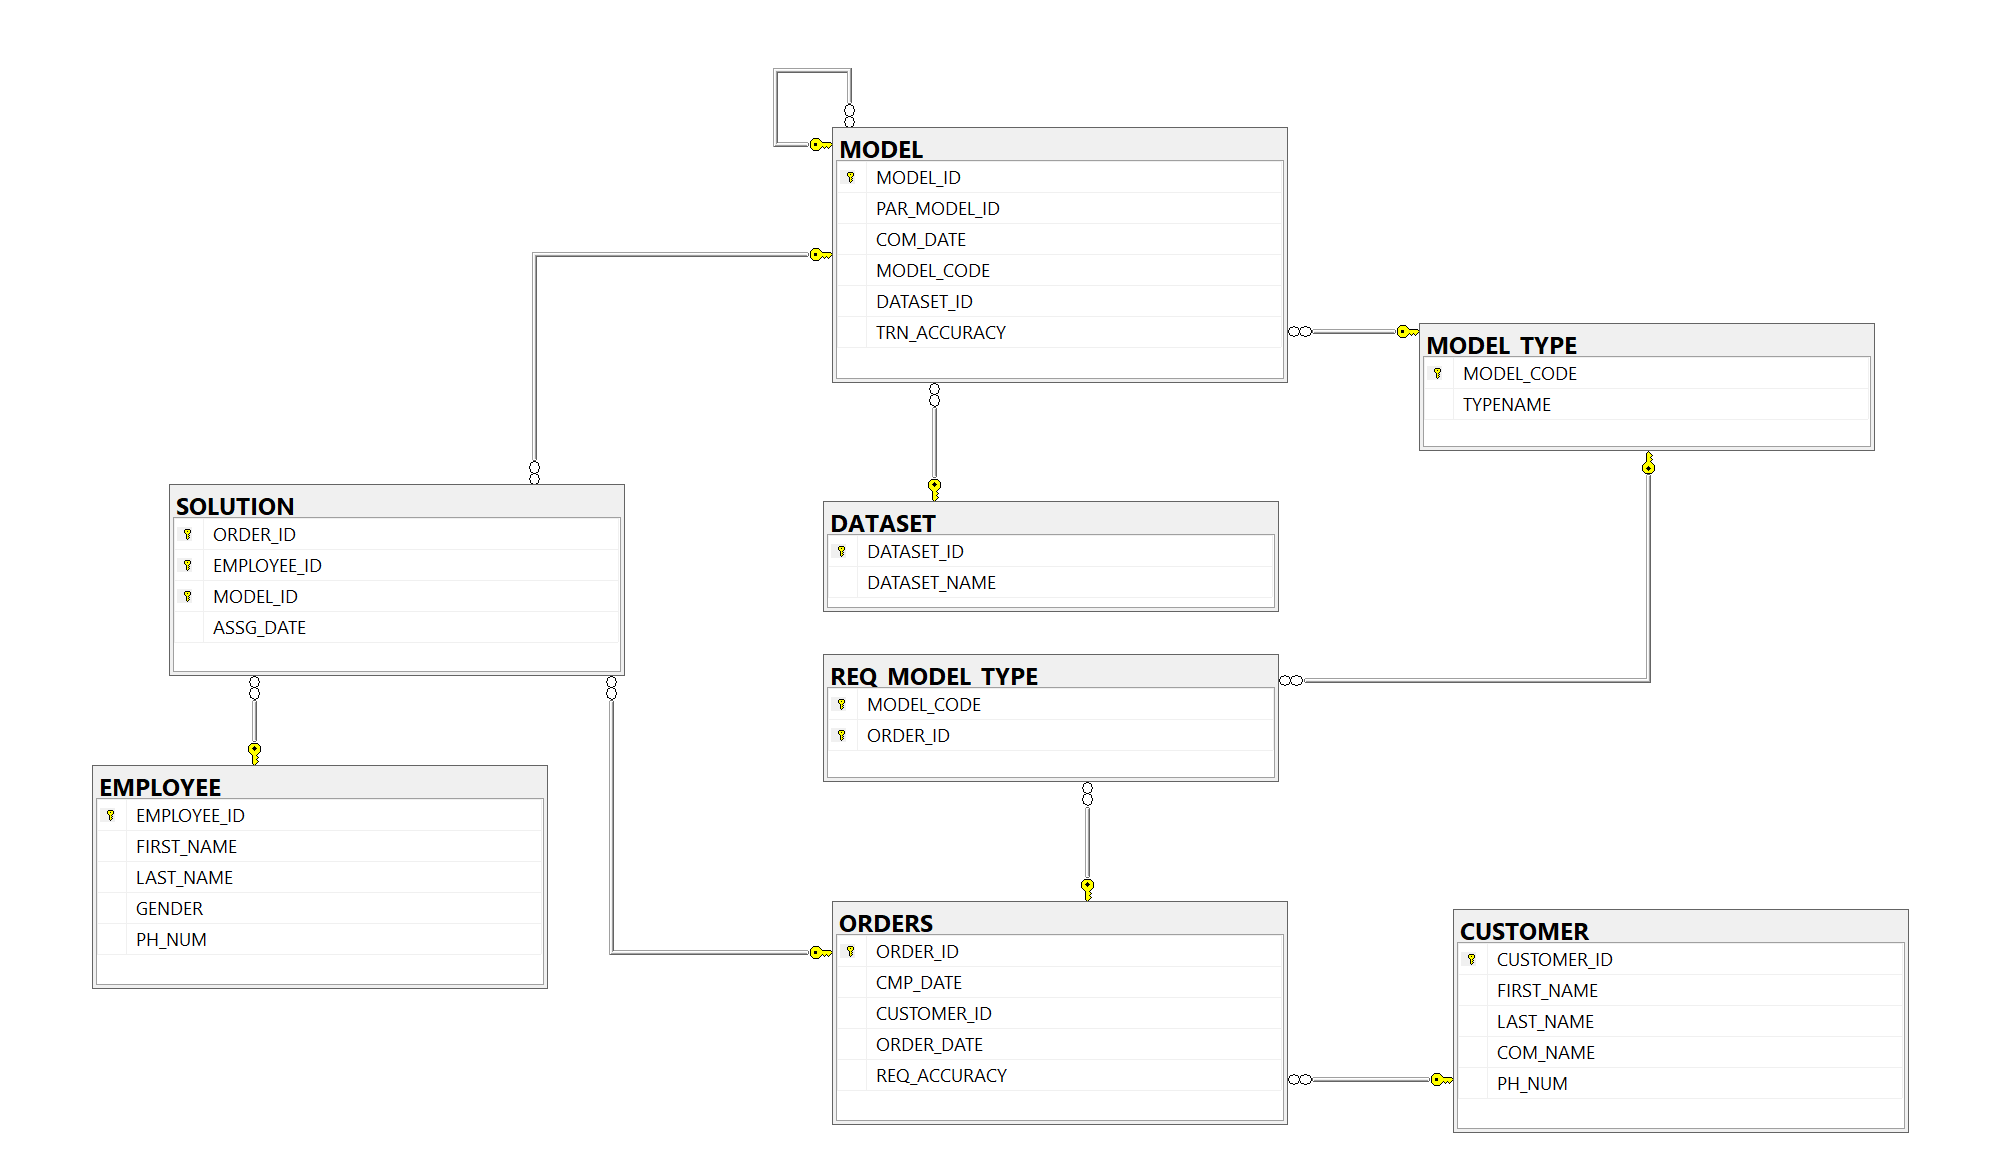 MODEL
MODEL_ID
PAR_MODEL_ID
COM_DATE
MODEL_CODE
DATASET_ID
TRN_ACCURACY
MODEL_TYPE
MODEL_CODE
TYPENAME
SOLUTION
ORDER_ID
EMPLOYEE_ID
MODEL_ID
ASSG_DATE
DATASET
DATASET_ID
DATASET_NAME
REQ_MODEL_TYPE
MODEL_CODE
ORDER_ID
EMPLOYEE
EMPLOYEE_ID
FIRST_NAME
LAST_NAME
GENDER
PH_NUM
ORDERS
ORDER_ID
CMP_DATE
CUSTOMER_ID
ORDER_DATE
REQ_ACCURACY
CUSTOMER
CUSTOMER_ID
FIRST_NAME
LAST_NAME
COM_NAME
PH_NUM